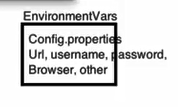 EnvironmentVars
Config.properties
Url, username, password,
Browser, other